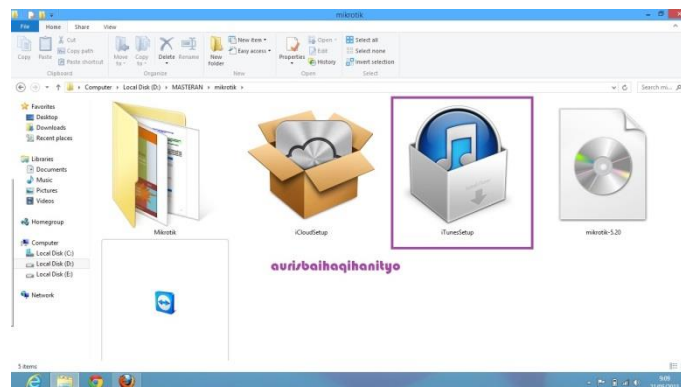 mikrotik
File Home Share View
Copy
Paste
Cut
Copy path
Paste shortcut
Move to
Copy to
Delete
Rename
New folder
New item
Easy access
Properties
Open
Edit
History
Select all
Select none
Invert selection
Clipboard Organize New Open Select
Computer Local Disk (D:) MASTERAN mikrotik
Search mi...
Favorites
Desktop
Downloads
Recent places
Libraries
Documents
Music
Pictures
Videos
Homegroup
Computer
Local Disk (C:)
Local Disk (D:)
Local Disk (E:)
Network
Mikrotik
iCloudSetup
iTunesSetup
mikrotik-5.20
aurisbaihaqihanityo
5 items